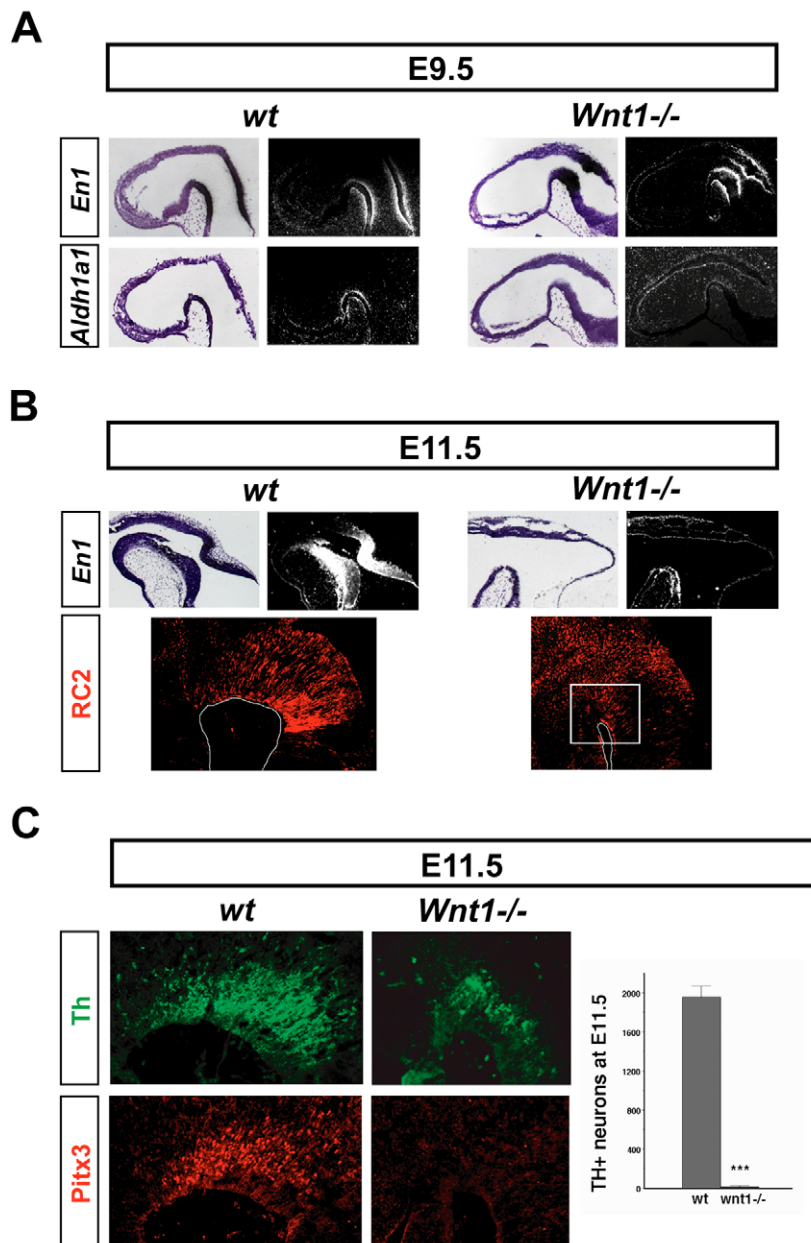 A
E9.5
wt Wnt1-/-
En1
Aldh1a1
B
E11.5
wt Wnt1-/-
En1
RC2
C
E11.5
wt Wnt1-/-
Th
Pitx3
TH+ neurons at E11.5
2000
1600
1200
800
400
0
***
wt wnt1-/-